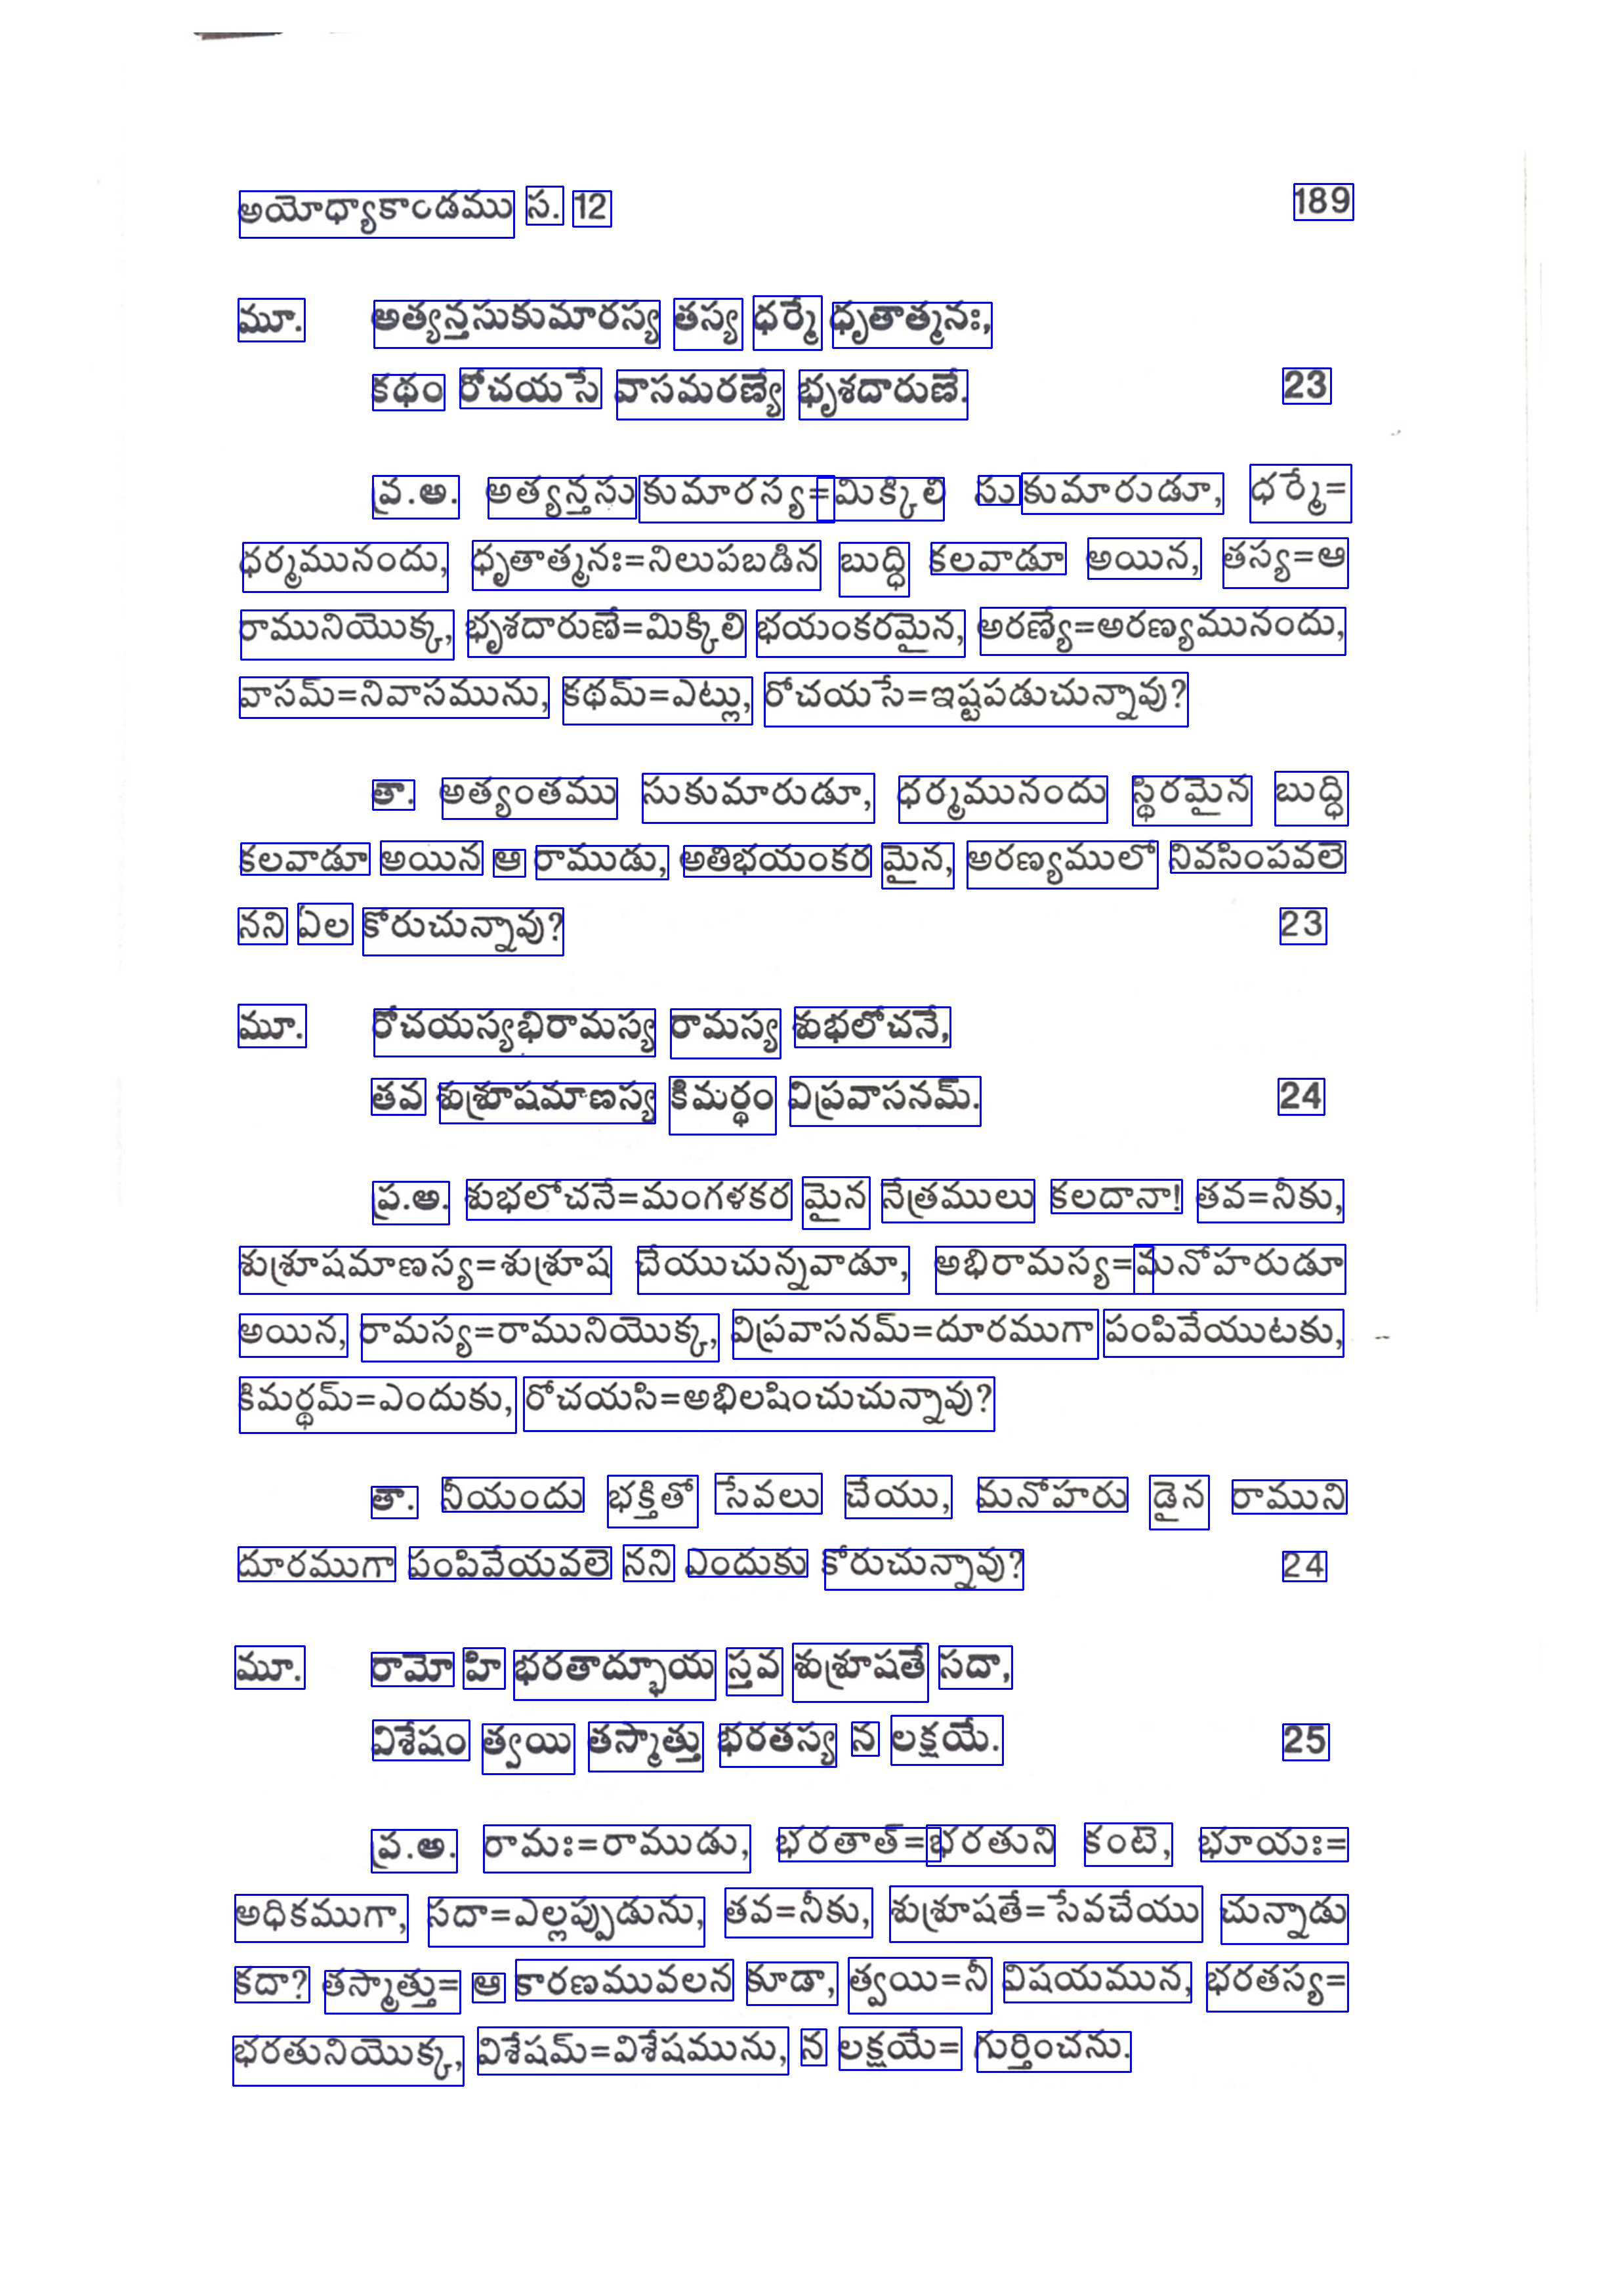 అయోధ్యాకాండము స. 12 189
మూ. అత్యన్తసుకుమారస్య తస్య ధర్మే ధృతాత్మనః,
కథం రోచయసే వాసమరణ్యే భృశదారుణే. 23
ప్ర.అ. అత్యన్తసుకుమారస్య=మిక్కిలి సుకుమారుడూ, ధర్మే=
ధర్మమునందు, ధృతాత్మనః=నిలుపబడిన బుద్ధి కలవాడూ అయిన, తస్య=ఆ
రామునియొక్క, భృశదారుణే=మిక్కిలి భయంకరమైన, అరణ్యే=అరణ్యమునందు,
వాసమ్=నివాసమును, కథమ్=ఎట్లు, రోచయసే=ఇష్టపడుచున్నావు?
తా. అత్యంతము సుకుమారుడూ, ధర్మమునందు స్థిరమైన బుద్ధి
కలవాడూ అయిన ఆ రాముడు, అతిభయంకర మైన, అరణ్యములో నివసింపవలె
నని ఏల కోరుచున్నావు? 23
మూ. రోచయస్యభిరామస్య రామస్య శుభలోచనే,
తవ శుశ్రూషమాణస్య కిమర్థం విప్రవాసనమ్. 24
ప్ర.అ. శుభలోచనే=మంగళకర మైన నేత్రములు కలదానా! తవ=నీకు,
శుశ్రూషమాణస్య=శుశ్రూష చేయుచున్నవాడూ, అభిరామస్య=మనోహరుడూ
అయిన, రామస్య=రామునియొక్క, విప్రవాసనమ్=దూరముగా పంపివేయుటకు,
కిమర్థమ్=ఎందుకు, రోచయసి=అభిలషించుచున్నావు?
తా. నీయందు భక్తితో సేవలు చేయు, మనోహరు డైన రాముని
దూరముగా పంపివేయవలె నని ఎందుకు కోరుచున్నావు? 24
మూ. రామో హి భరతాద్భూయ స్తవ శుశ్రూషతే సదా,
విశేషం త్వయి తస్మాత్తు భరతస్య న లక్షయే. 25
ప్ర.అ. రామః=రాముడు, భరతాత్=భరతుని కంటె, భూయః=
అధికముగా, సదా=ఎల్లప్పుడును, తవ=నీకు, శుశ్రూషతే=సేవచేయు చున్నాడు
కదా? తస్మాత్తు= ఆ కారణమువలన కూడా, త్వయి=నీ విషయమున, భరతస్య=
భరతునియొక్క, విశేషమ్=విశేషమును, న లక్షయే= గుర్తించను.